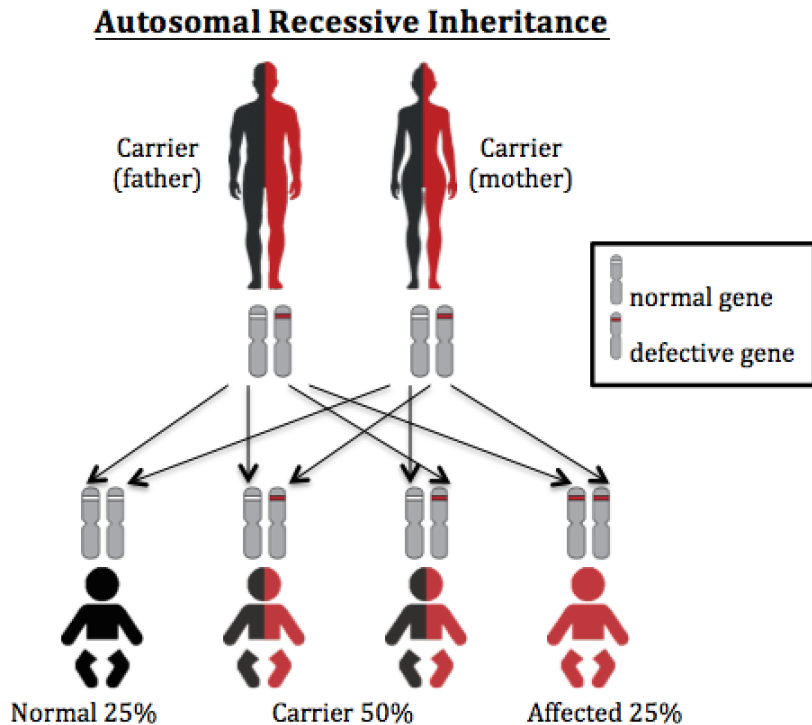 Autosomal Recessive Inheritance
Carrier
(father)
Carrier
(mother)
normal gene
defective gene
Normal 25%
Carrier 50%
Affected 25%